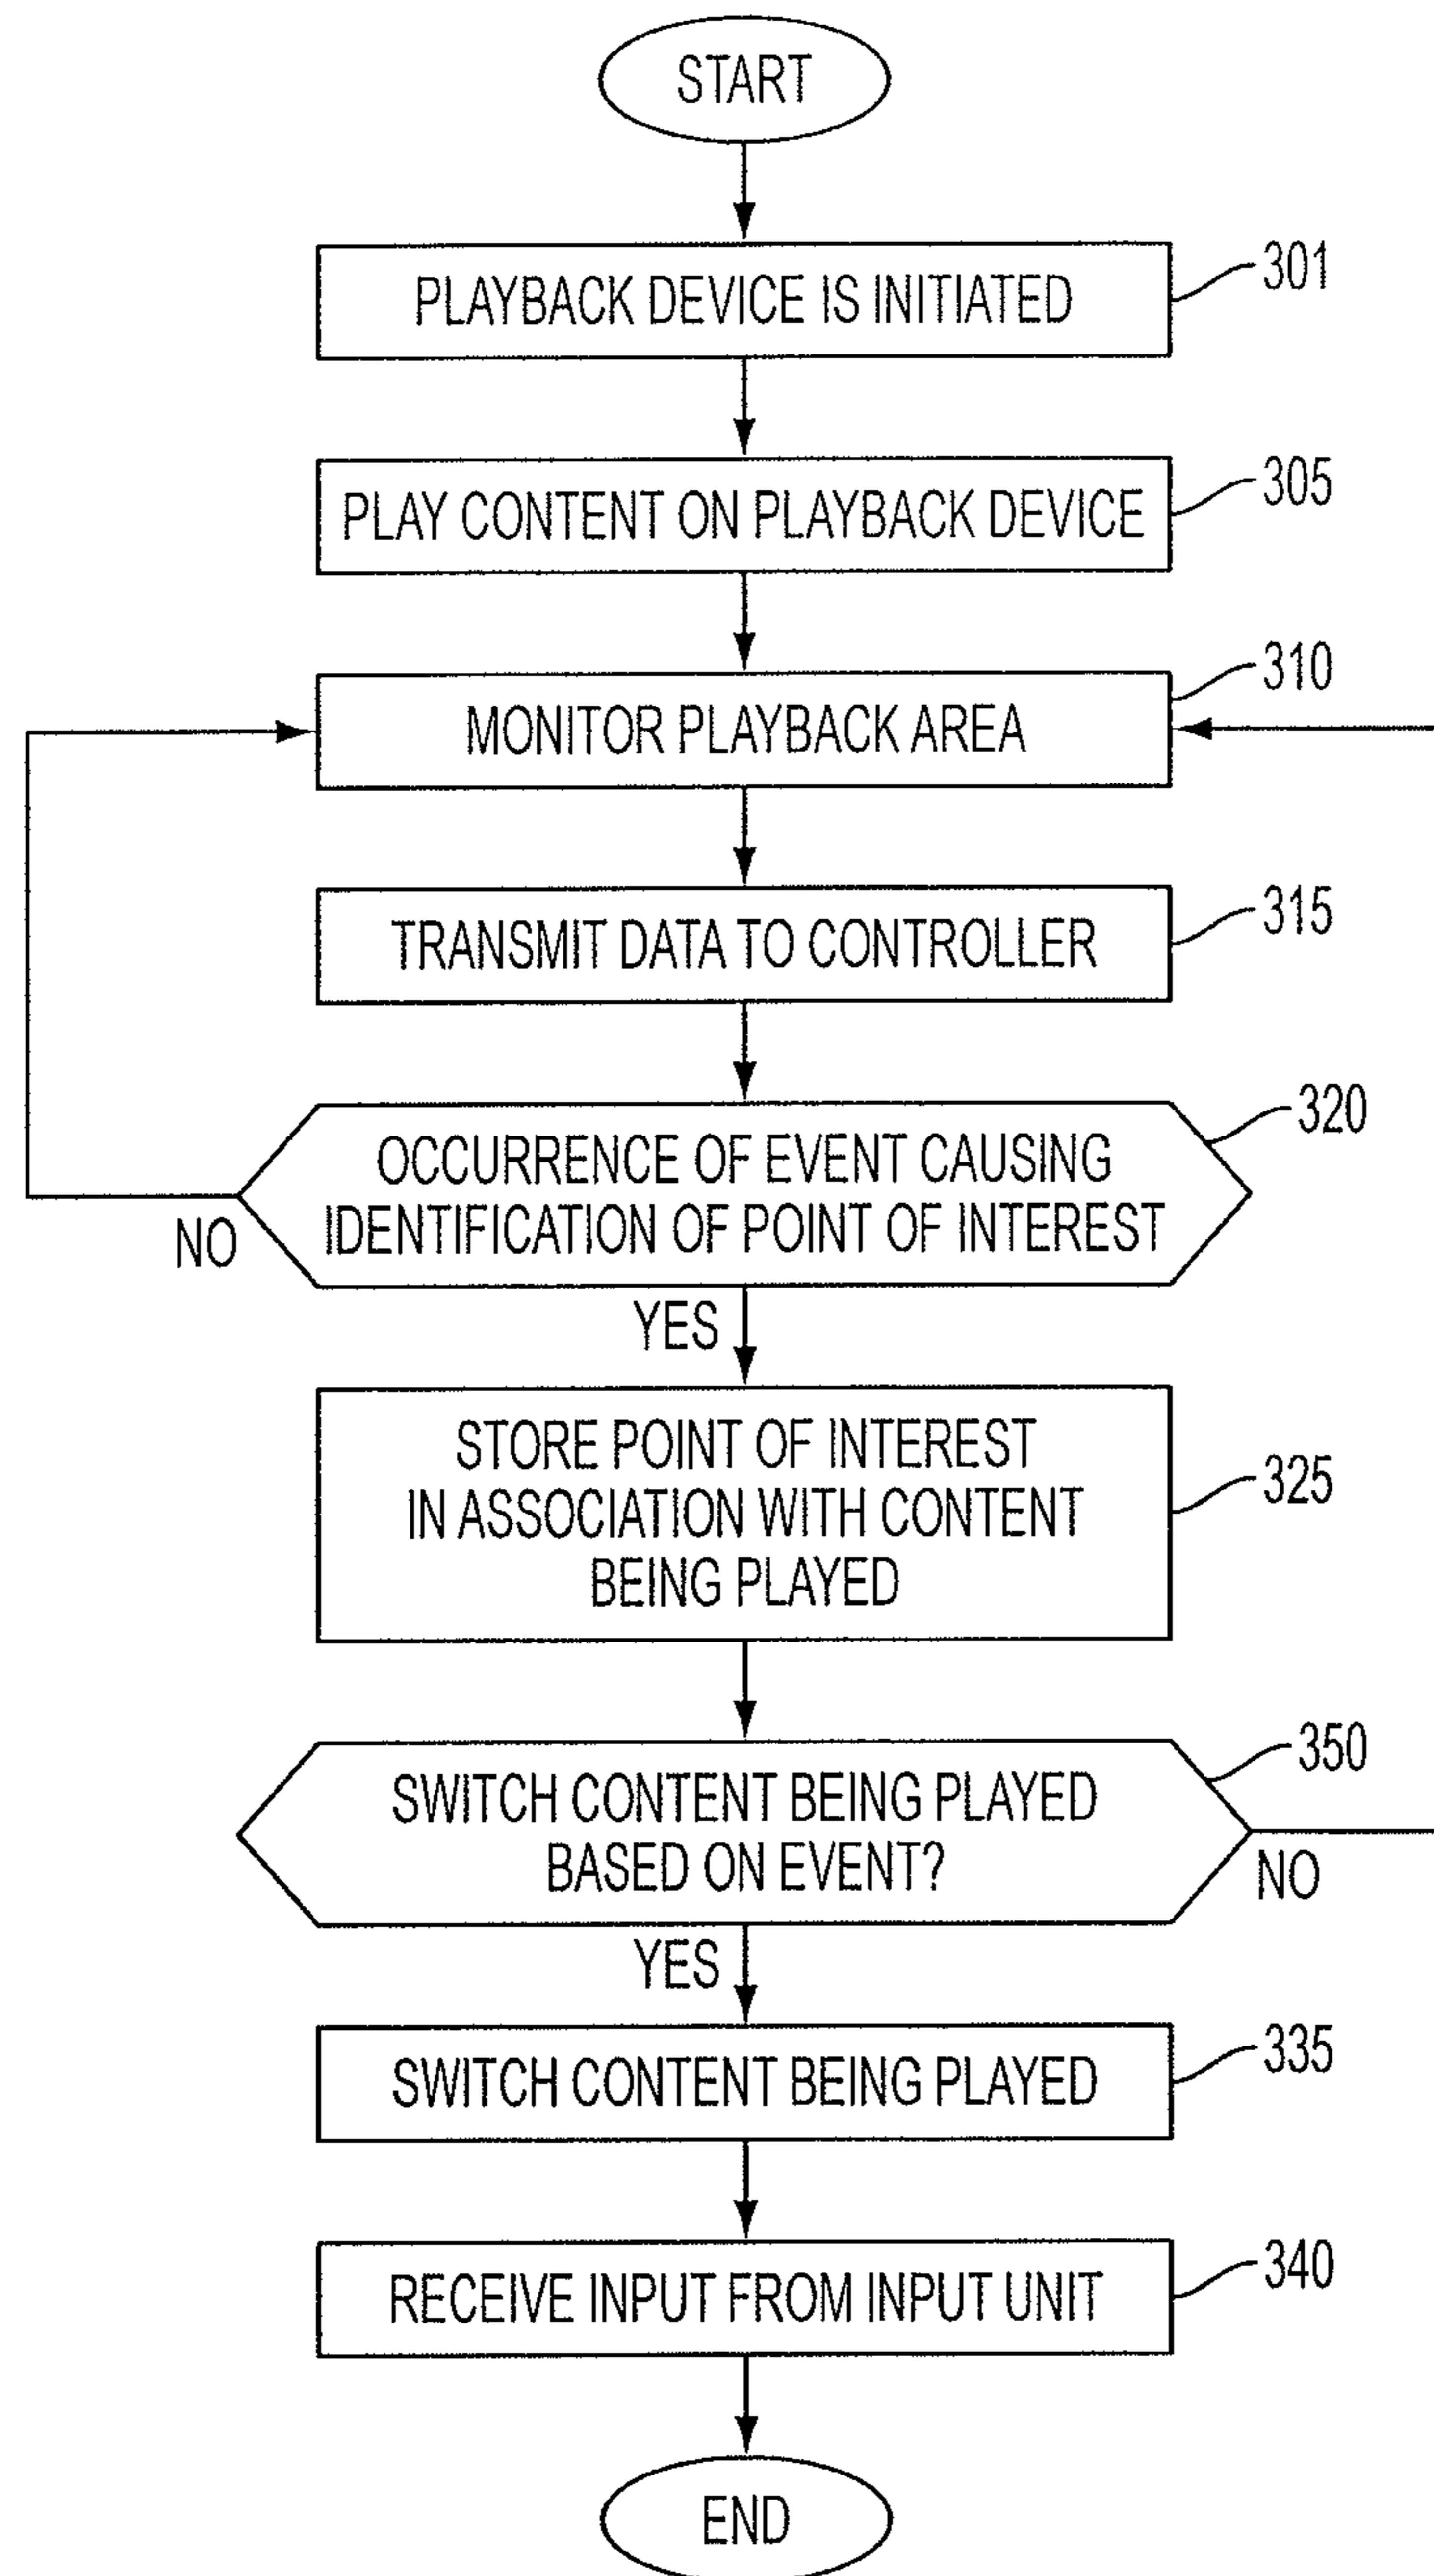 START
PLAYBACK DEVICE IS INITIATED
301
PLAY CONTENT ON PLAYBACK DEVICE
305
MONITOR PLAYBACK AREA
310
TRANSMIT DATA TO CONTROLLER
315
OCCURRENCE OF EVENT CAUSING
IDENTIFICATION OF POINT OF INTEREST
320
NO
YES
STORE POINT OF INTEREST
IN ASSOCIATION WITH CONTENT
BEING PLAYED
325
SWITCH CONTENT BEING PLAYED
BASED ON EVENT?
350
NO
YES
SWITCH CONTENT BEING PLAYED
335
RECEIVE INPUT FROM INPUT UNIT
340
END